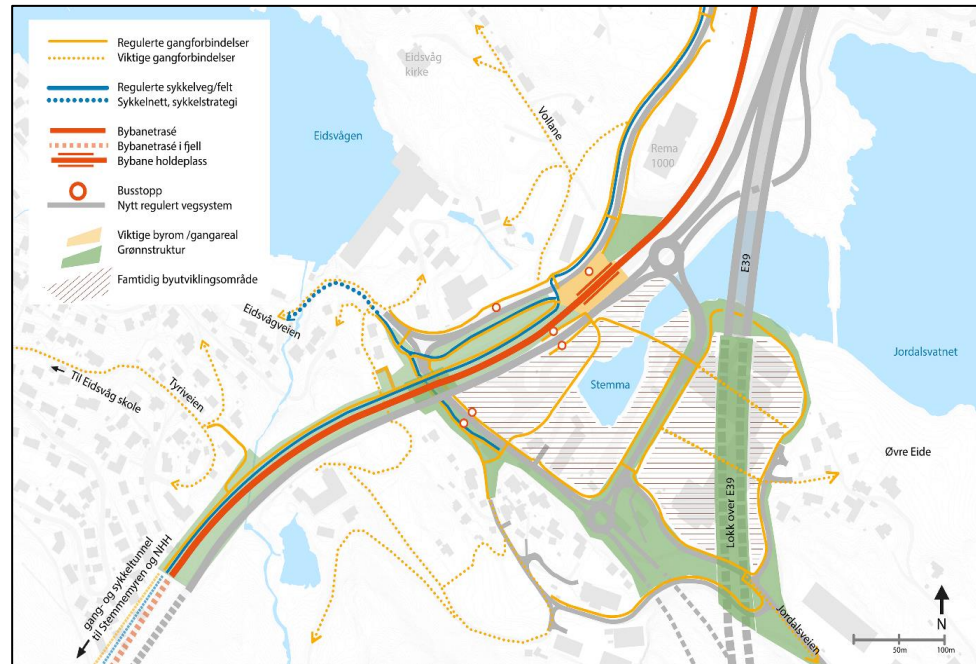 Regulerte gangforbindelser
Viktige gangforbindelser
Regulerte sykkelveg/felt
Sykkelnett, sykkelstrategi
Bybanetrasé
Bybanetrasé i fjell
Bybane holdeplass
Busstopp
Nytt regulert vegsystem
Viktige byrom /gangareal
Grønnstruktur
Famtidig byutviklingsområde
Eidsvåg
kirke
Eidsvågen
Vollane
Rema
1000
E39
Eidsvågveien
Jordalsvatnet
Til Eidsvåg skole
Tyriveien
Stemma
Øvre Eide
Lokk over E39
gang- og sykkeltunnel
til Stemmemyren og NHH
Jordalsveien
N
50m
100m